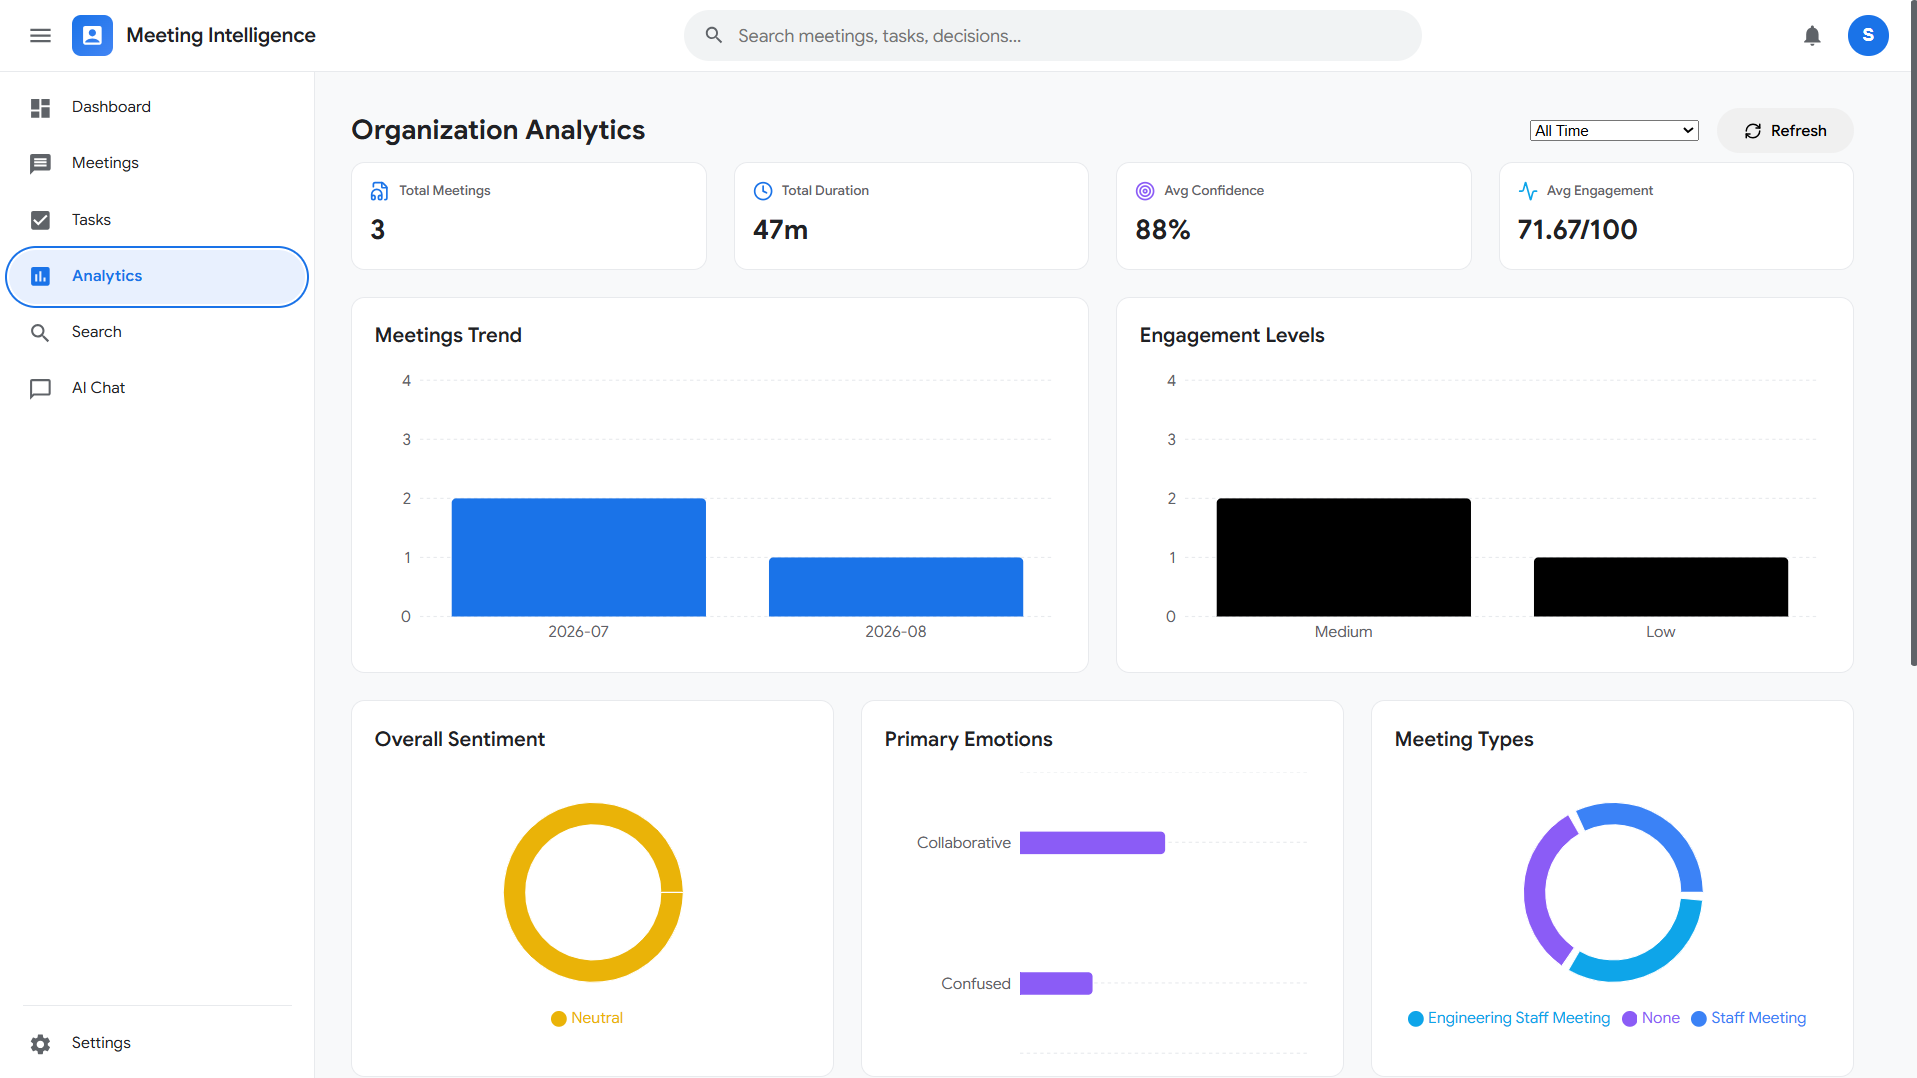 Meeting Intelligence
Search meetings, tasks, decisions...
S
Dashboard
Meetings
Tasks
Analytics
Search
AI Chat
Settings
Organization Analytics
All Time
Refresh
Total Meetings
3
Total Duration
47m
Avg Confidence
88%
Avg Engagement
71.67/100
Meetings Trend
4
3
2
1
0
2026-07
2026-08
Engagement Levels
4
3
2
1
0
Medium
Low
Overall Sentiment
Neutral
Primary Emotions
Collaborative
Confused
Meeting Types
Engineering Staff Meeting
None
Staff Meeting